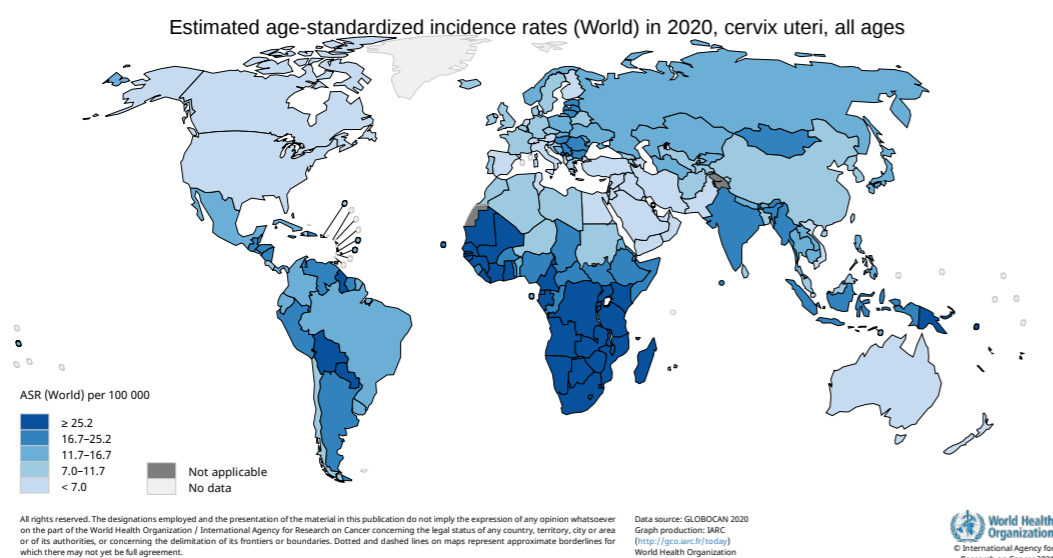 Estimated age-standardized incidence rates (World) in 2020, cervix uteri, all ages
ASR (World) per 100 000
≥ 25.2
16.7–25.2
11.7–16.7
7.0–11.7
< 7.0
Not applicable
No data
All rights reserved. The designations employed and the presentation of the material in this publication do not imply the expression of any opinion whatsoever
on the part of the World Health Organization / International Agency for Research on Cancer concerning the legal status of any country, territory, city or area
or of its authorities, or concerning the delimitation of its frontiers or boundaries. Dotted and dashed lines on maps represent approximate borderlines for
which there may not yet be full agreement.
Data source: GLOBOCAN 2020
Graph production: IARC
(http://gco.iarc.fr/today)
World Health Organization
World Health
Organization
© International Agency for
Research on Cancer